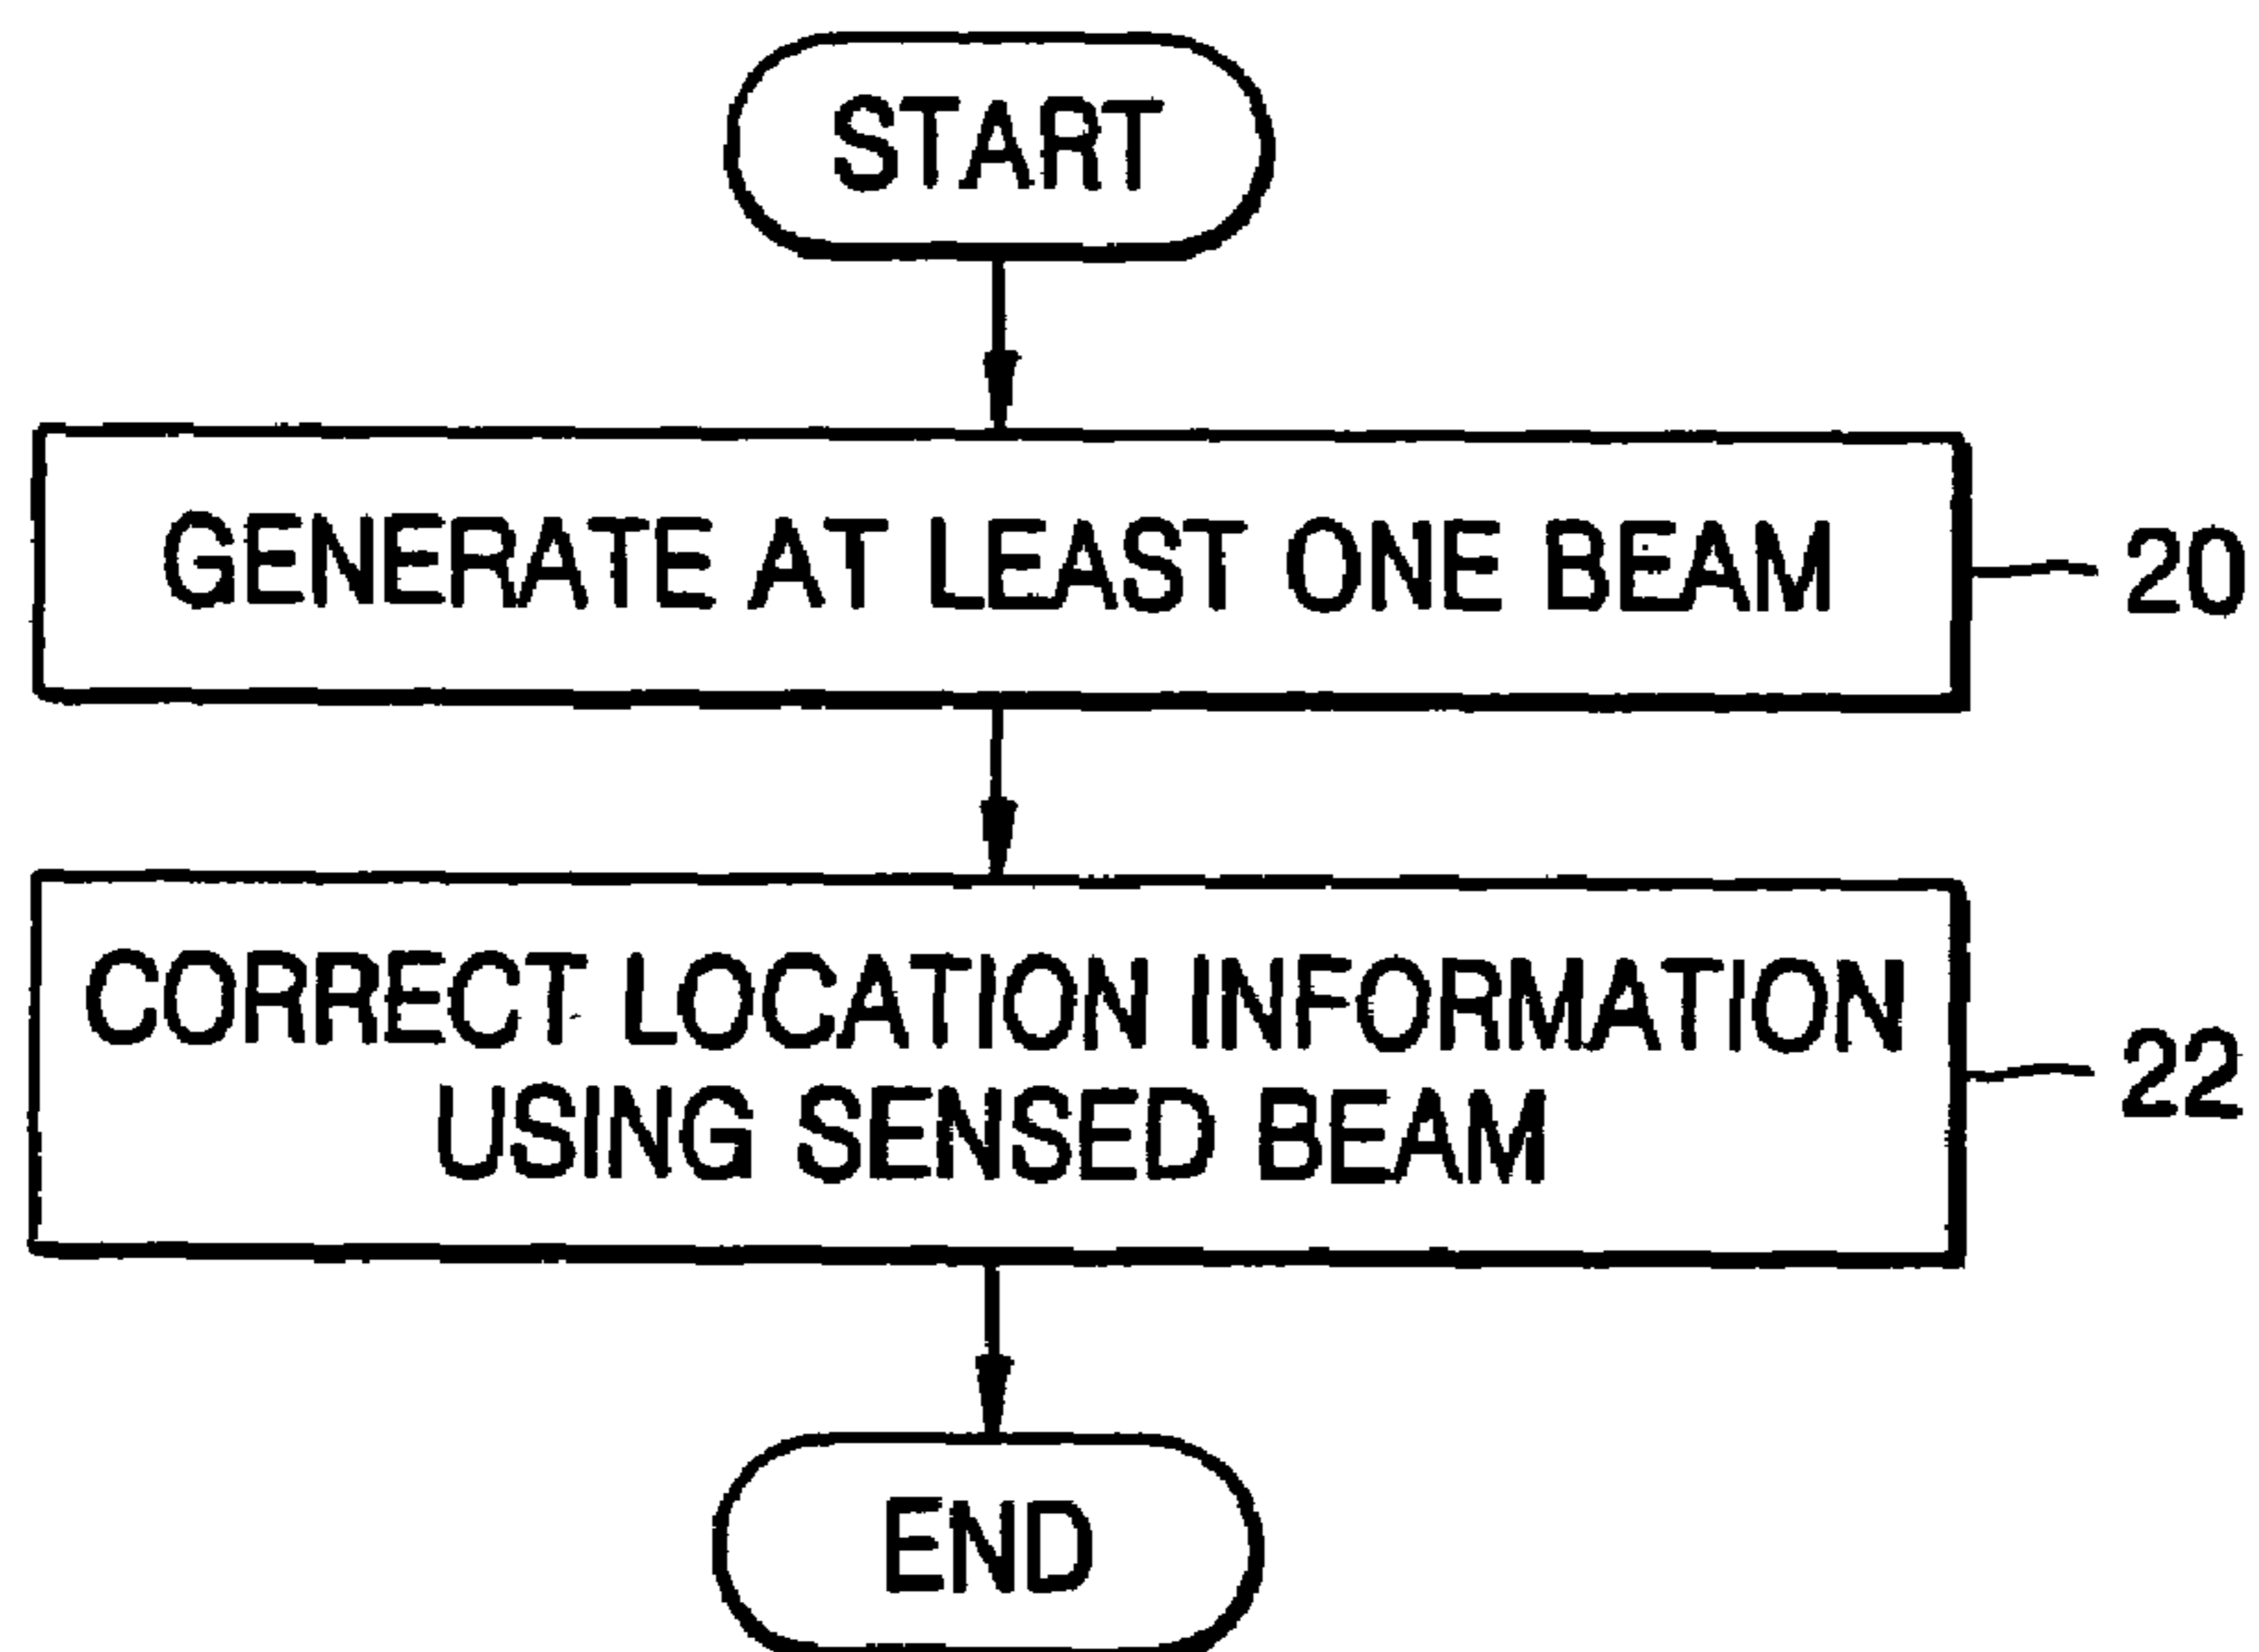 START
GENERATE AT LEAST ONE BEAM
20
CORRECT LOCATION INFORMATION
USING SENSED BEAM
22
END